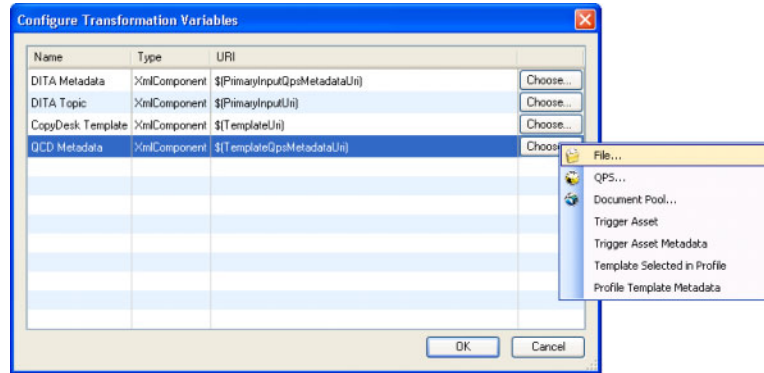 Configure Transformation Variables
Name Type URI
DITA Metadata XmlComponent $(PrimaryInputQpsMetadataUri) Choose...
DITA Topic XmlComponent $(PrimaryInputUri) Choose...
CopyDesk Template XmlComponent $(TemplateUri) Choose...
QCD Metadata XmlComponent $(TemplateQpsMetadataUri) Choose
File...
QPS...
Document Pool...
Trigger Asset
Trigger Asset Metadata
Template Selected in Profile
Profile Template Metadata
OK Cancel